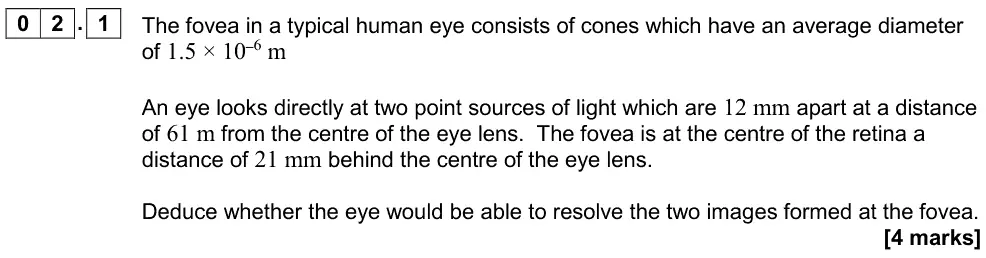 0 2 . 1 The fovea in a typical human eye consists of cones which have an average diameter
of 1.5 × 10⁻⁶ m
An eye looks directly at two point sources of light which are 12 mm apart at a distance
of 61 m from the centre of the eye lens. The fovea is at the centre of the retina a
distance of 21 mm behind the centre of the eye lens.
Deduce whether the eye would be able to resolve the two images formed at the fovea.
[4 marks]